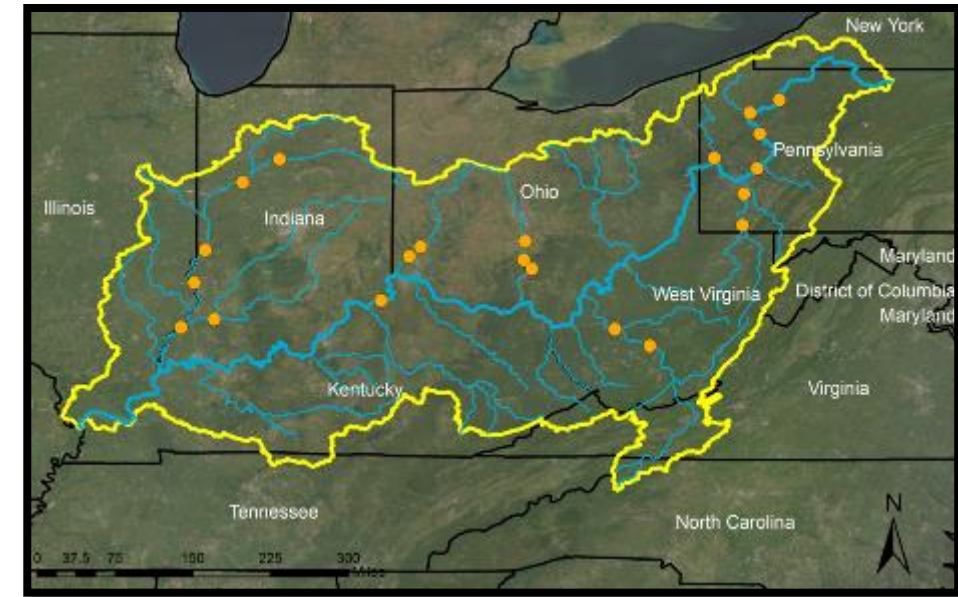 New York
Pennsylvania
Ohio
Illinois
Indiana
Maryland
West Virginia
District of Columbia
Maryland
Kentucky
Virginia
Tennessee
North Carolina
N
0 37.5 75 150 225 300
Miles